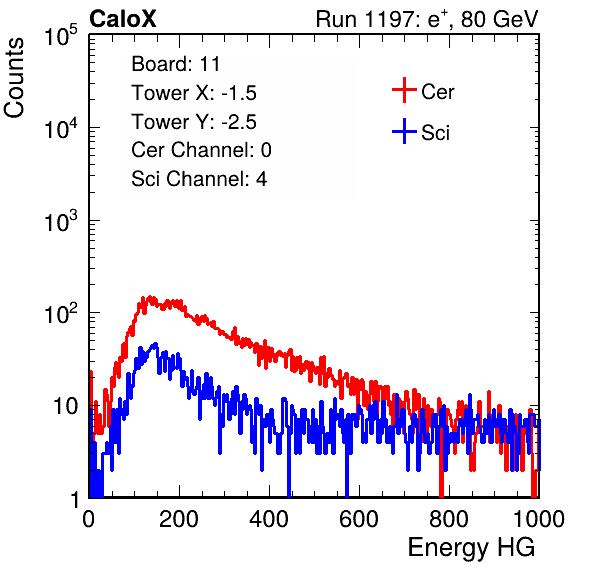 CaloX Run 1197: e⁺, 80 GeV
Counts
10⁵
10⁴
10³
10²
10
1
Board: 11
Tower X: -1.5
Tower Y: -2.5
Cer Channel: 0
Sci Channel: 4
Cer
Sci
0 200 400 600 800 1000
Energy HG